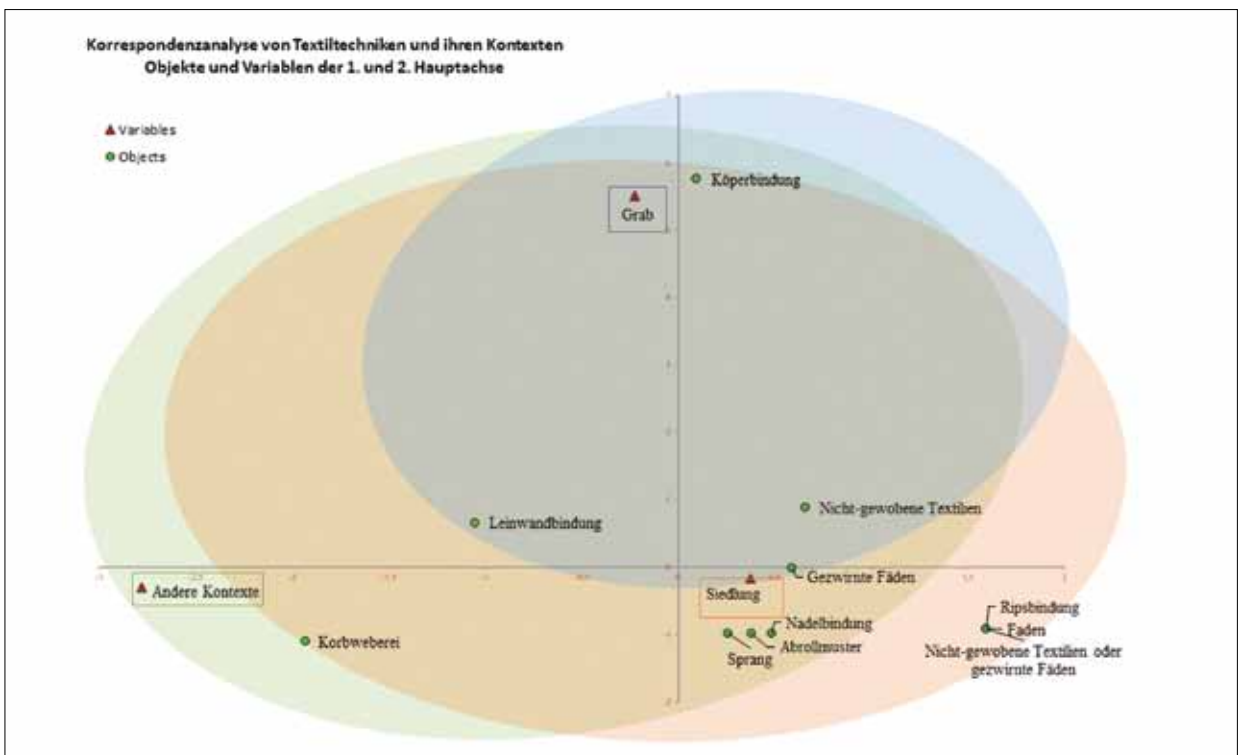 Korrespondenzanalyse von Textiltechniken und ihren Kontexten
Objekte und Variablen der 1. und 2. Hauptachse
Variables
Objects
Köperbindung
Grab
Nicht-gewobene Textilien
Leinwandbindung
Gezwirnte Fäden
Andere Kontexte
Siedlung
Ripsbindung
Nadelbindung
Faden
Korbweberei
Abrollmuster
Sprang
Nicht-gewobene Textilien oder
gezwirnte Fäden